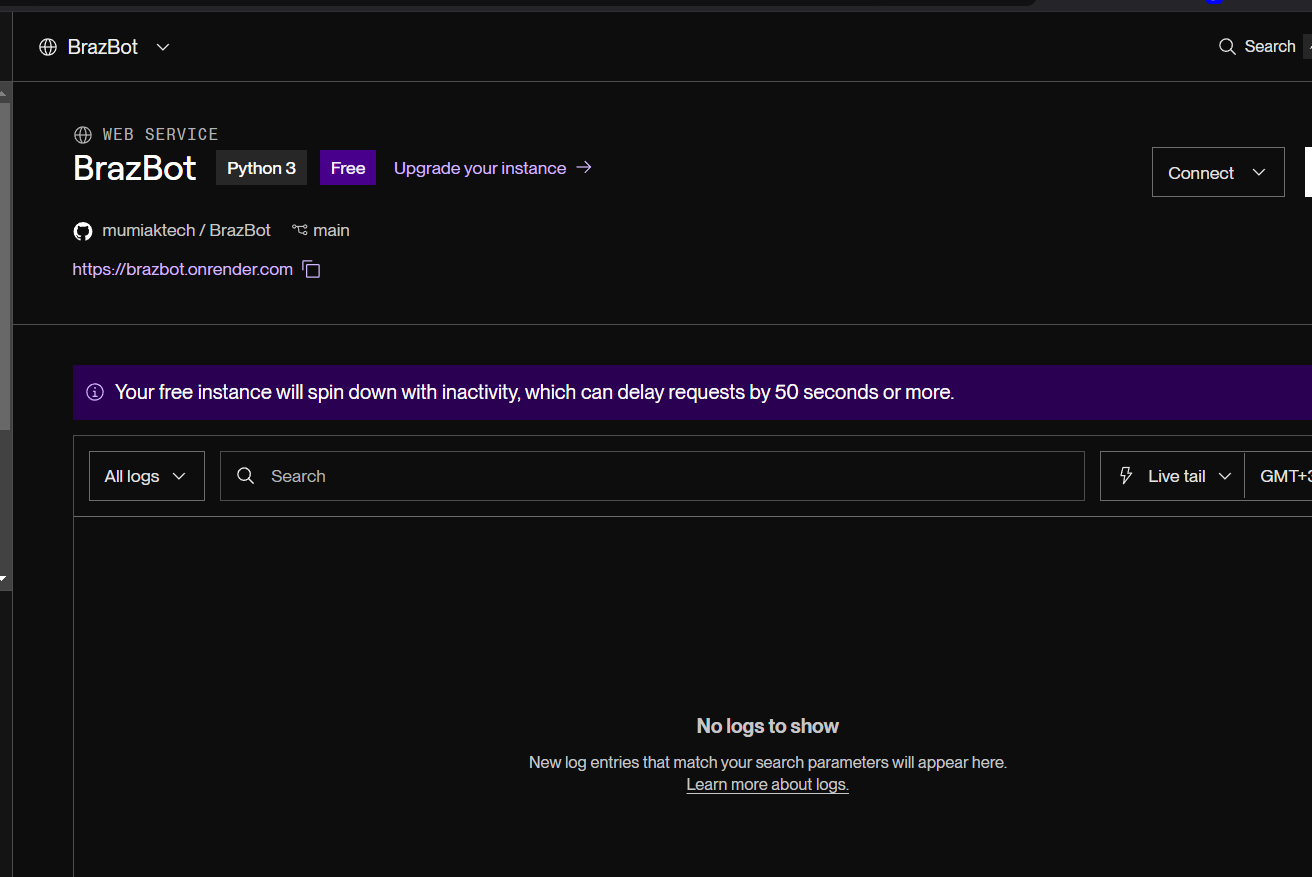 BrazBot
Search
WEB SERVICE
BrazBot Python 3 Free Upgrade your instance
Connect
mumiaktech / BrazBot main
https://brazbot.onrender.com
Your free instance will spin down with inactivity, which can delay requests by 50 seconds or more.
All logs Search Live tail GMT+3
No logs to show
New log entries that match your search parameters will appear here.
Learn more about logs.